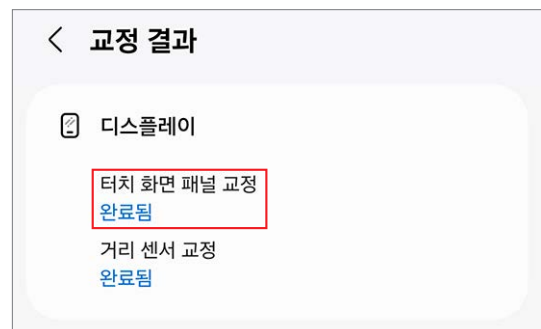 교정 결과
디스플레이
터치 화면 패널 교정
완료됨
거리 센서 교정
완료됨